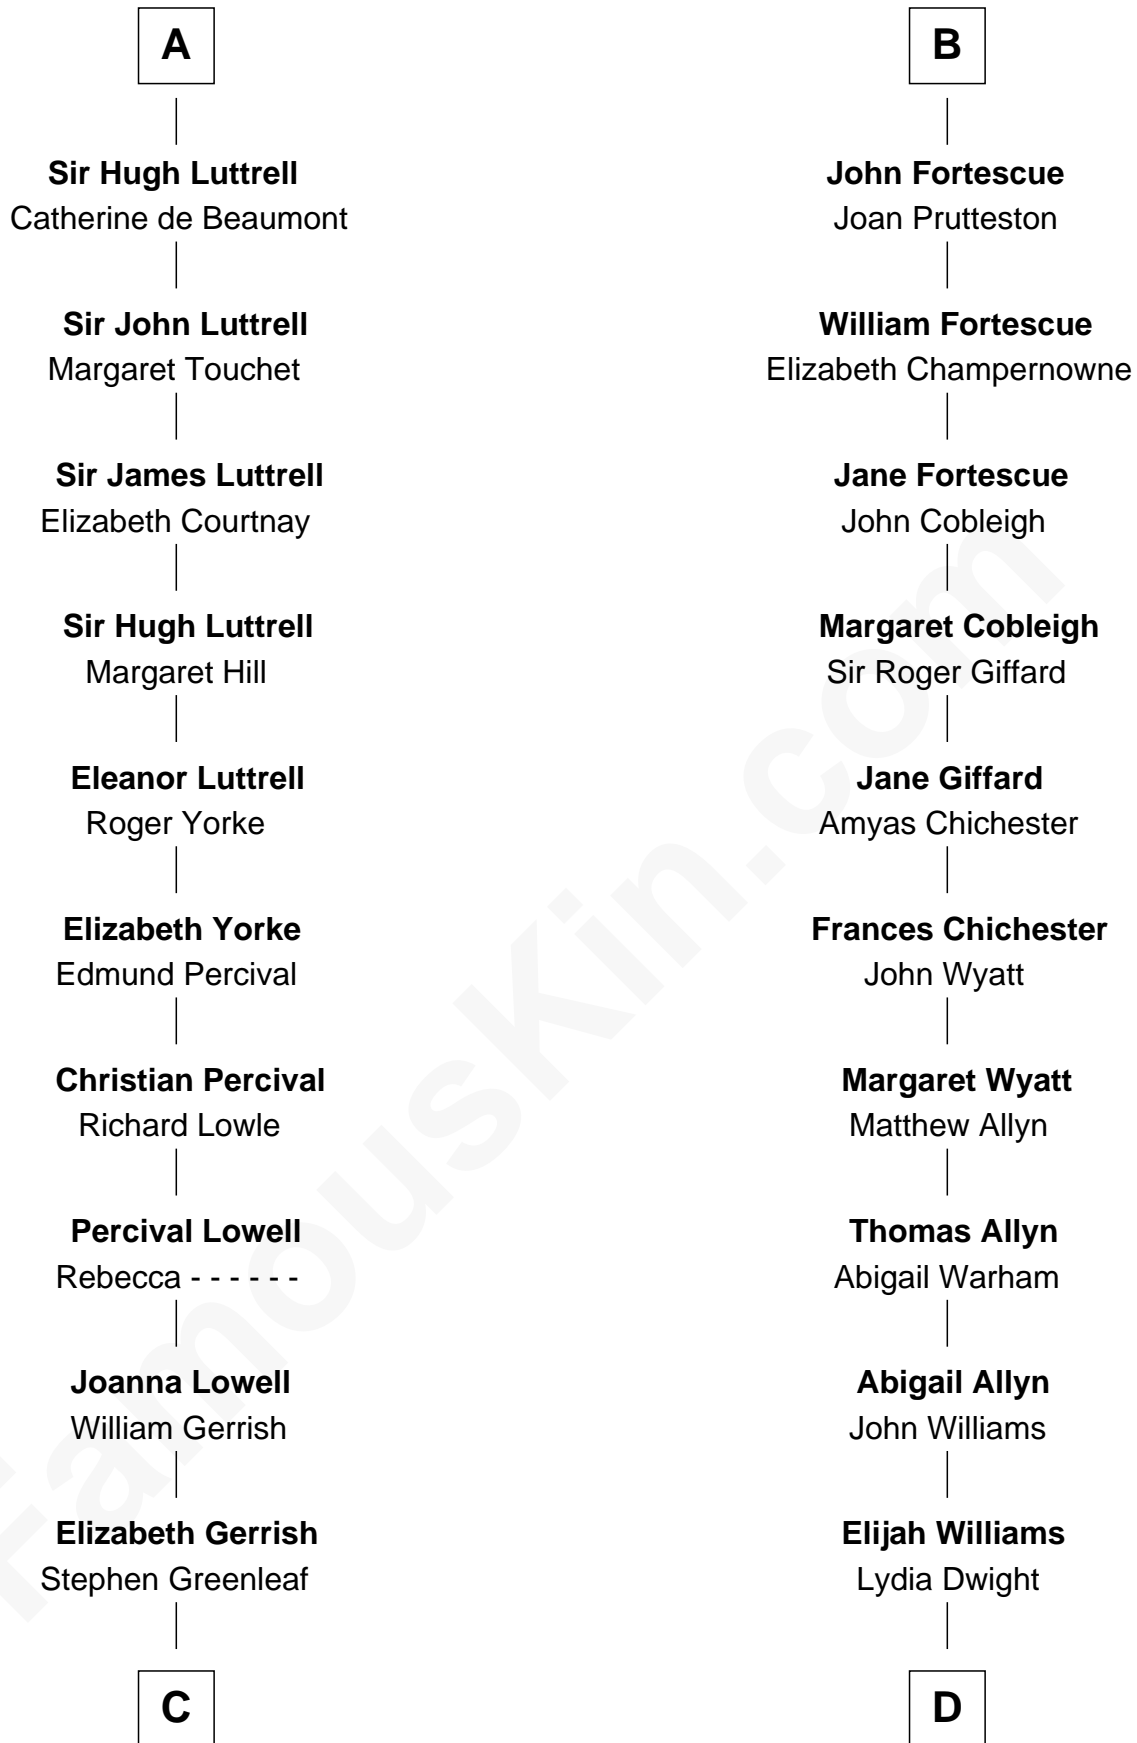 A
Sir Hugh Luttrell
Catherine de Beaumont
Sir John Luttrell
Margaret Touchet
Sir James Luttrell
Elizabeth Courtnay
Sir Hugh Luttrell
Margaret Hill
Eleanor Luttrell
Roger Yorke
Elizabeth Yorke
Edmund Percival
Christian Percival
Richard Lowle
Percival Lowell
Rebecca - - - - - -
Joanna Lowell
William Gerrish
Elizabeth Gerrish
Stephen Greenleaf
C
B
John Fortescue
Joan Prutteston
William Fortescue
Elizabeth Champernowne
Jane Fortescue
John Cobleigh
Margaret Cobleigh
Sir Roger Giffard
Jane Giffard
Amyas Chichester
Frances Chichester
John Wyatt
Margaret Wyatt
Matthew Allyn
Thomas Allyn
Abigail Warham
Abigail Allyn
John Williams
Elijah Williams
Lydia Dwight
D
FamousKin.com